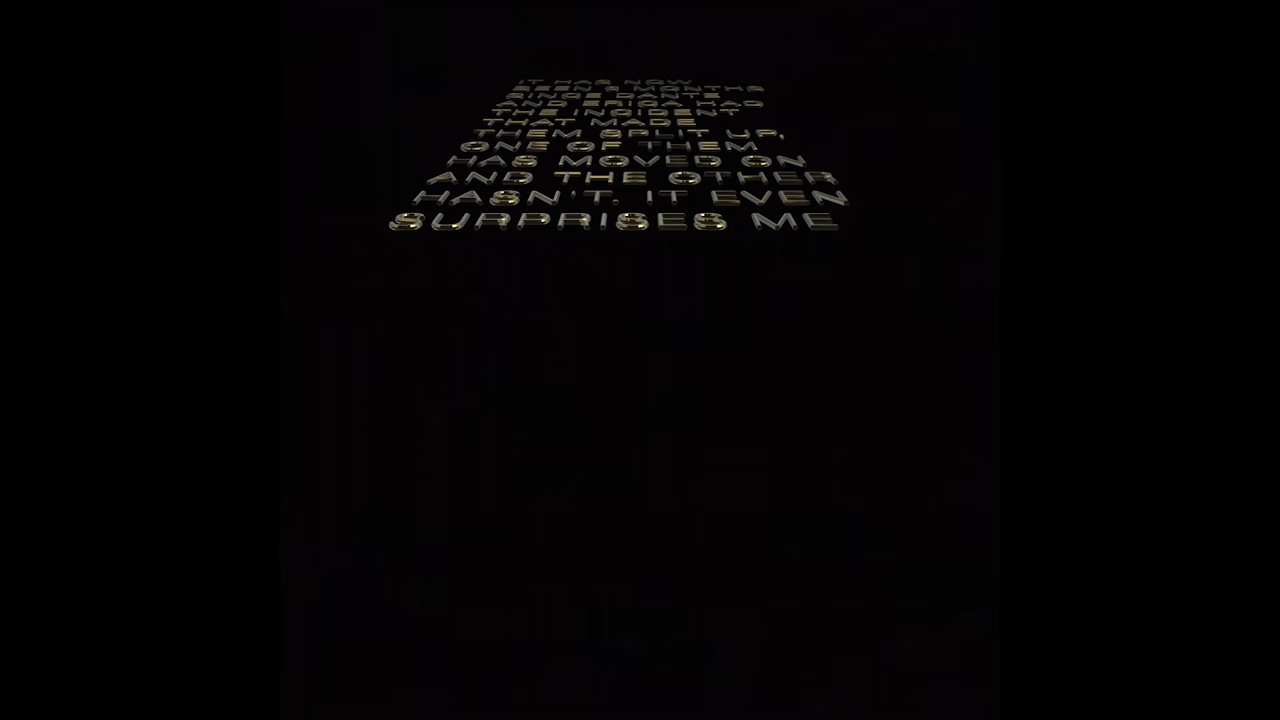 IT HAS NOW
BEEN 8 MONTHS
SINCE DANTE
AND ERICA HAD
THE INCIDENT
THAT MADE
THEM SPLIT UP,
ONE OF THEM
HAS MOVED ON
AND THE OTHER
HASN'T. IT EVEN
SURPRISES ME